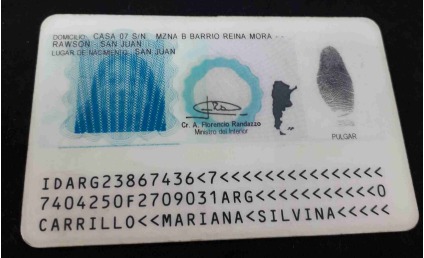 DOMICILIO: CASA 07 S/N MZNA B BARRIO REINA MORA - -
RAWSON - SAN JUAN
LUGAR DE NACIMIENTO: SAN JUAN
Cr. A. Florencio Randazzo
Ministro del Interior
PULGAR
IDARG23867436<7<<<<<<<<<<<<<<<
7404250F2709031ARG<<<<<<<<<<<0
CARRILLO<<MARIANA<SILVINA<<<<<